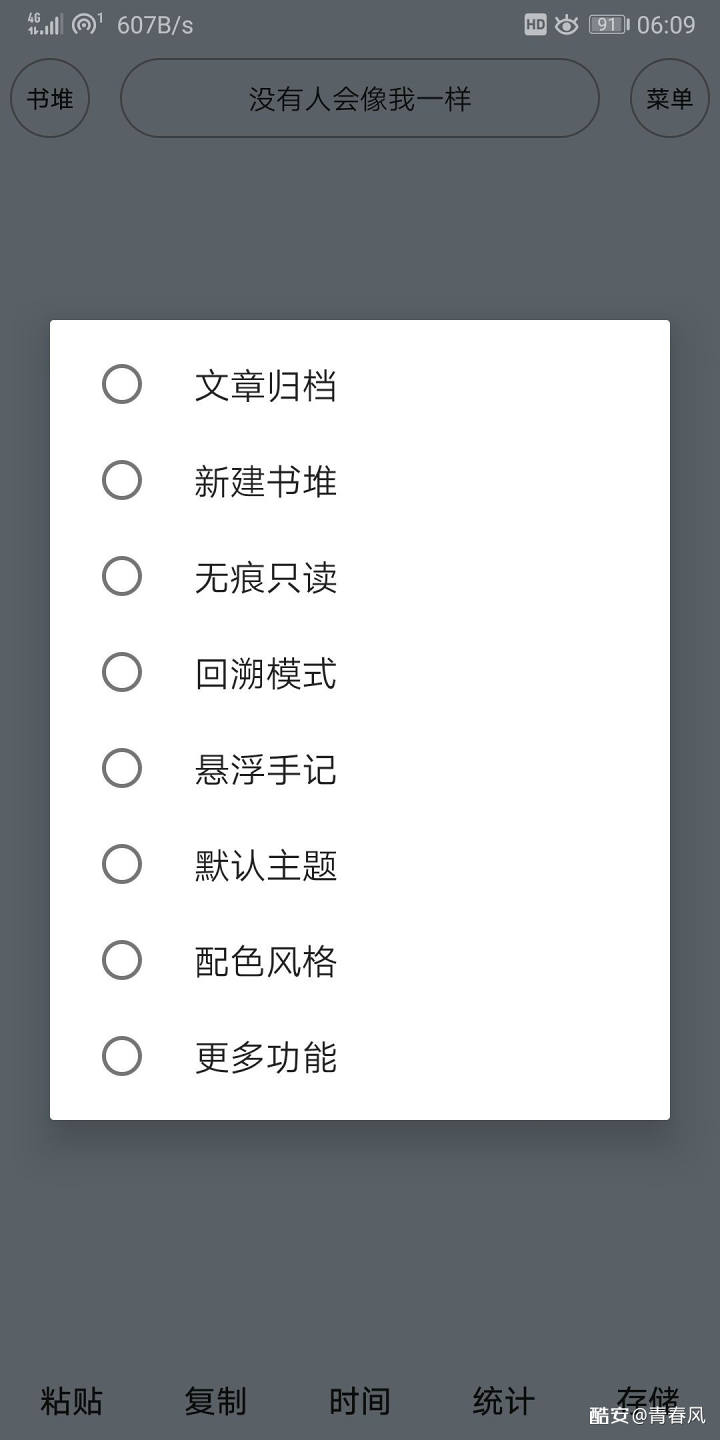 4G 1 607B/s HD 91 06:09
书堆 没有人会像我一样 菜单
文章归档
新建书堆
无痕只读
回溯模式
悬浮手记
默认主题
配色风格
更多功能
粘贴 复制 时间 统计 存储
酷安@青春风